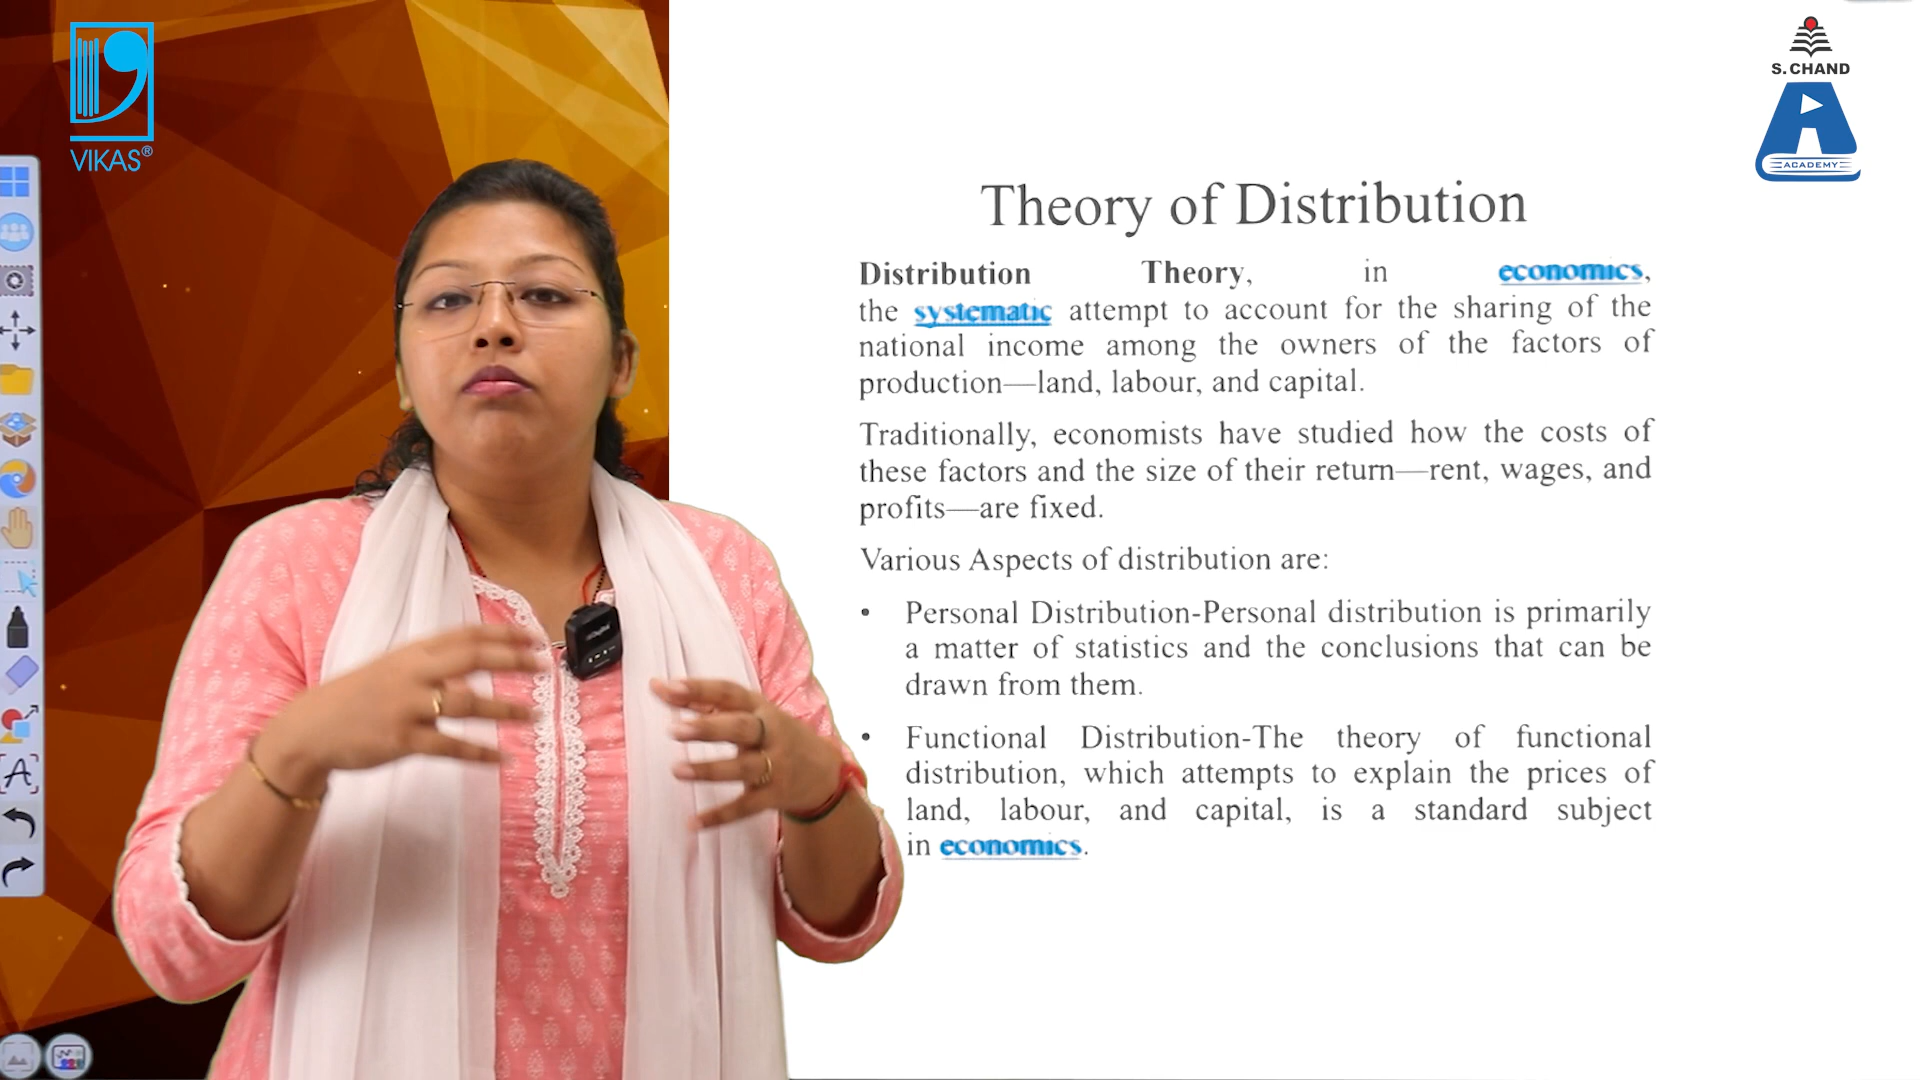 VIKAS®
S. CHAND
ACADEMY
Theory of Distribution
Distribution Theory, in economics,
the systematic attempt to account for the sharing of the
national income among the owners of the factors of
production—land, labour, and capital.
Traditionally, economists have studied how the costs of
these factors and the size of their return—rent, wages, and
profits—are fixed.
Various Aspects of distribution are:
• Personal Distribution-Personal distribution is primarily
a matter of statistics and the conclusions that can be
drawn from them.
• Functional Distribution-The theory of functional
distribution, which attempts to explain the prices of
land, labour, and capital, is a standard subject
in economics.